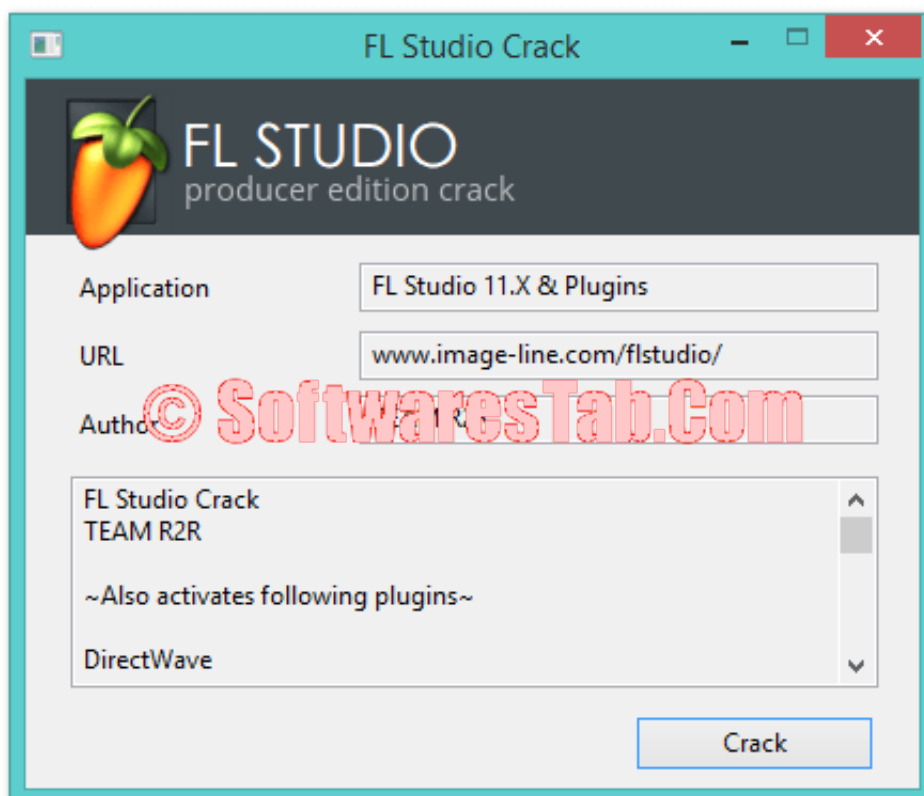 FL Studio Crack
FL STUDIO
producer edition crack
Application FL Studio 11.X & Plugins
URL www.image-line.com/flstudio/
Author
© SoftwaresTab.Com
FL Studio Crack
TEAM R2R
~Also activates following plugins~
DirectWave
Crack